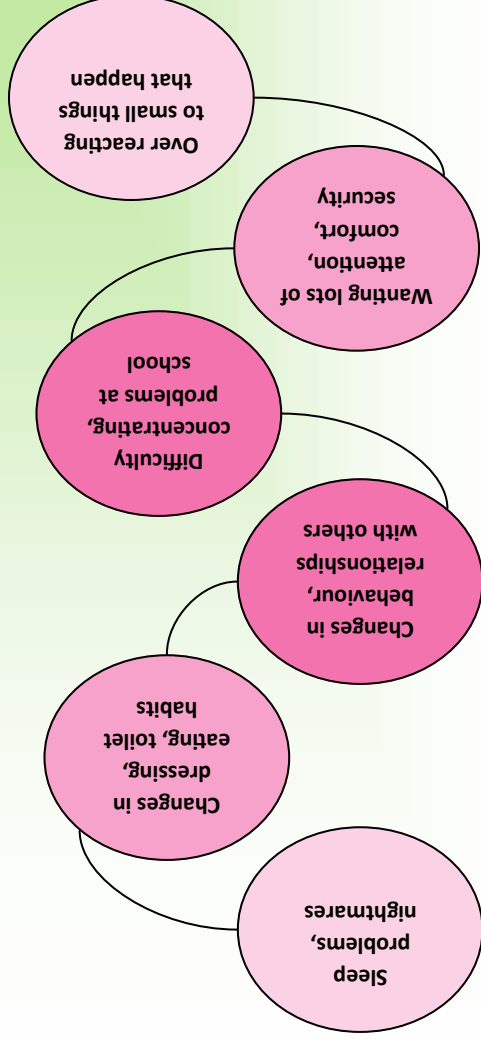 Sleep
problems,
nightmares
Changes in
dressing,
eating, toilet
habits
Changes in
behaviour,
relationships
with others
Difficulty
concentrating,
problems at
school
Wanting lots of
attention,
comfort,
security
Over reacting
to small things
that happen